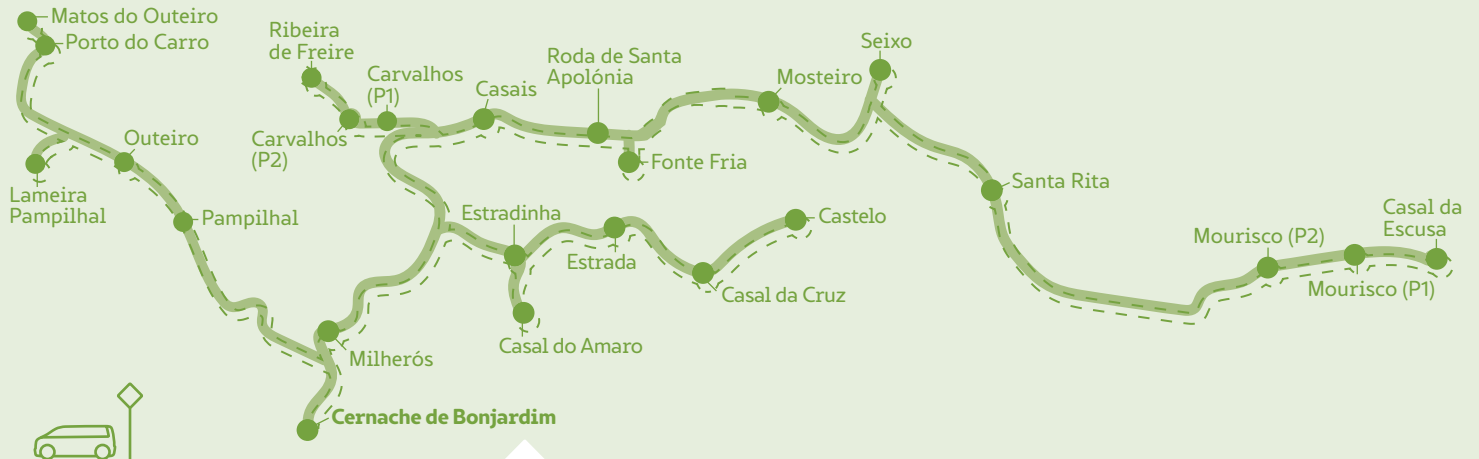 Matos do Outeiro
Porto do Carro
Ribeira
de Freire
Carvalhos
(P1)
Casais
Roda de Santa
Apolónia
Mosteiro
Seixo
Outeiro
Carvalhos
(P2)
Fonte Fria
Lameira
Pampilhal
Pampilhal
Estradinha
Estrada
Castelo
Santa Rita
Mourisco (P2)
Casal da
Escusa
Mourisco (P1)
Casal da Cruz
Casal do Amaro
Milherós
Cernache de Bonjardim